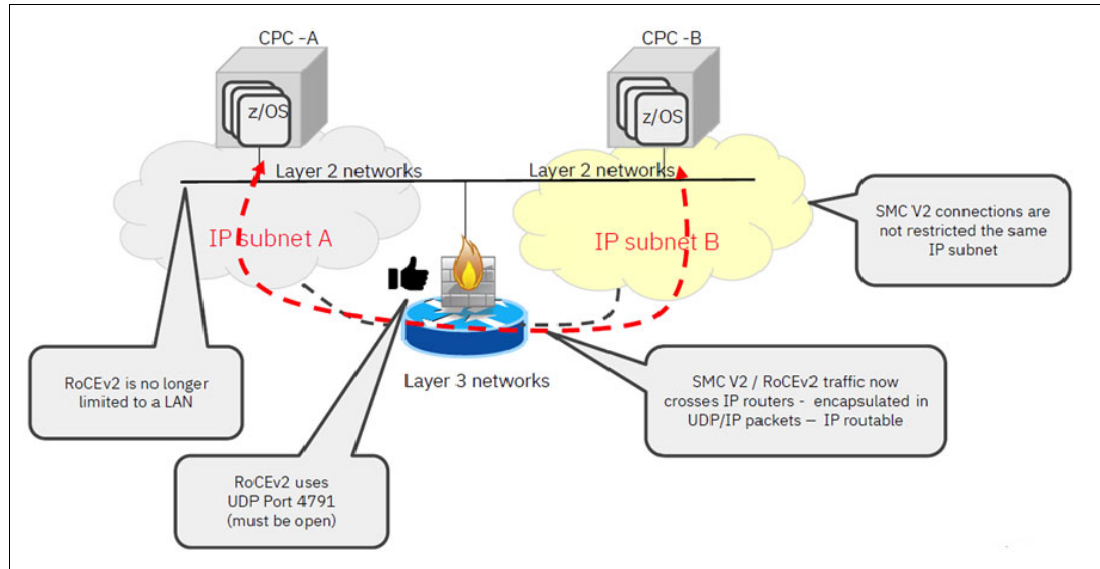 CPC -A
CPC -B
z/OS
z/OS
Layer 2 networks
Layer 2 networks
IP subnet A
IP subnet B
SMC V2 connections are
not restricted the same
IP subnet
RoCEv2 is no longer
limited to a LAN
Layer 3 networks
SMC V2 / RoCEv2 traffic now
crosses IP routers - encapsulated in
UDP/IP packets – IP routable
RoCEv2 uses
UDP Port 4791
(must be open)